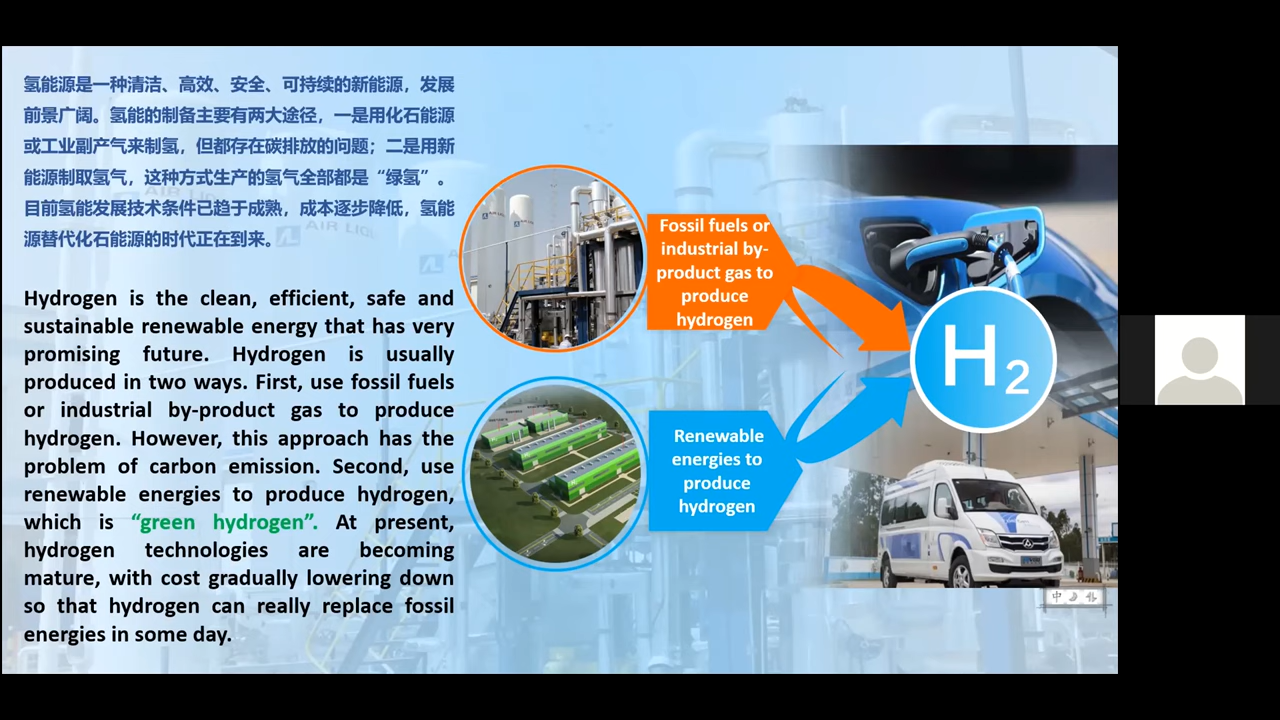 氢能源是一种清洁、高效、安全、可持续的新能源，发展
前景广阔。氢能的制备主要有两大途径，一是用化石能源
或工业副产气来制氢，但都存在碳排放的问题；二是用新
能源制取氢气，这种方式生产的氢气全部都是“绿氢”。
目前氢能发展技术条件已趋于成熟，成本逐步降低，氢能
源替代化石能源的时代正在到来。
Hydrogen is the clean, efficient, safe and
sustainable renewable energy that has very
promising future. Hydrogen is usually
produced in two ways. First, use fossil fuels
or industrial by-product gas to produce
hydrogen. However, this approach has the
problem of carbon emission. Second, use
renewable energies to produce hydrogen,
which is “green hydrogen”. At present,
hydrogen technologies are becoming
mature, with cost gradually lowering down
so that hydrogen can really replace fossil
energies in some day.
Fossil fuels or
industrial by-
product gas to
produce
hydrogen
Renewable
energies to
produce
hydrogen
H2
AIR LIQU
中